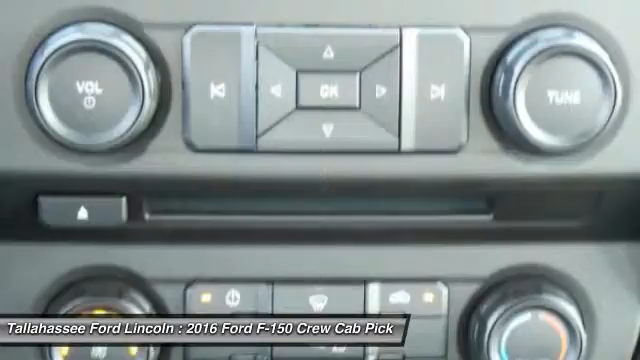 VOL
OK
TUNE
Tallahassee Ford Lincoln : 2016 Ford F-150 Crew Cab Pick